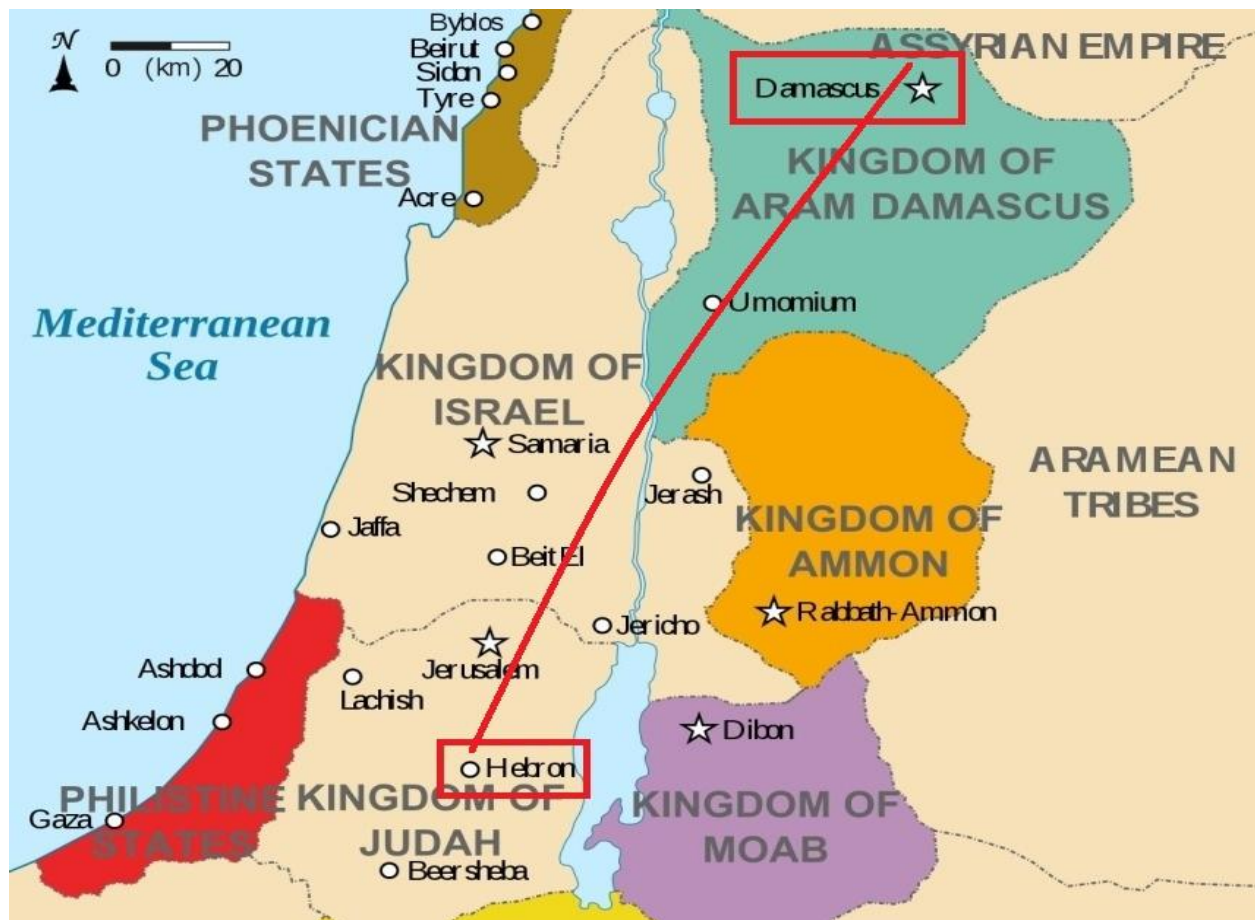 Byblos
Beirut
Sidon
Tyre
N
0 (km) 20
PHOENICIAN
STATES
Acre
ASSYRIAN EMPIRE
Damascus
KINGDOM OF
ARAM DAMASCUS
Umomium
Mediterranean
Sea
KINGDOM OF
ISRAEL
Samaria
Shechem
Jerash
ARAMEAN
TRIBES
Jaffa
Beit El
KINGDOM OF
AMMON
Rabbath-Ammon
Jericho
Jerusalem
Ashdod
Lachish
Ashkelon
Dibon
Hebron
Gaza
PHILISTINE
STATES
KINGDOM OF
JUDAH
KINGDOM OF
MOAB
Beersheba